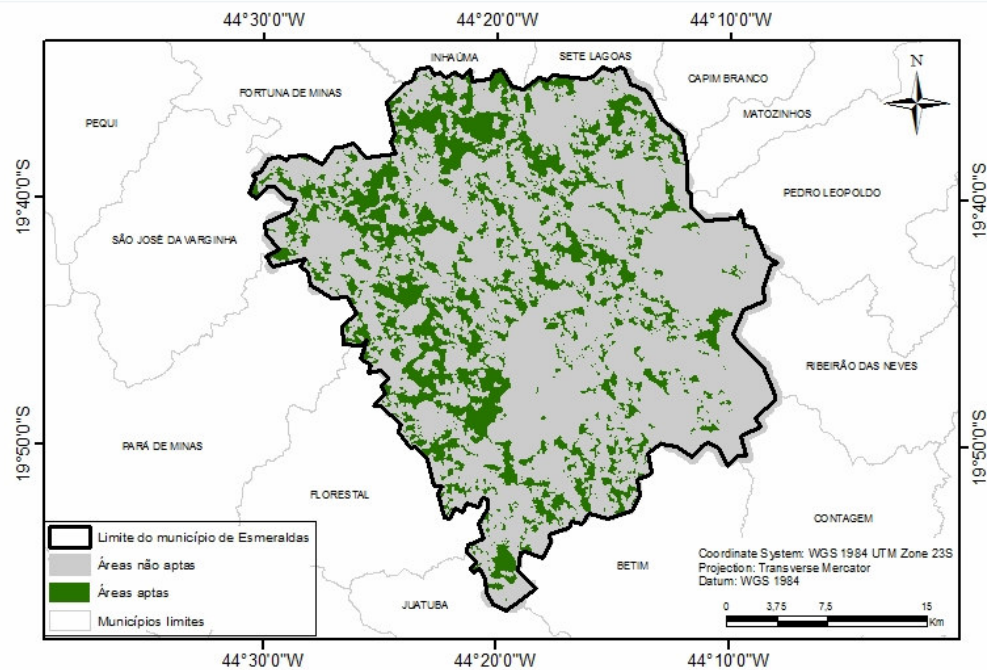 44°30'0"W
44°20'0"W
44°10'0"W
INHAÚMA
SETE LAGOAS
N
CAPIM BRANCO
FORTUNA DE MINAS
MATOZINHOS
PEQUI
19°40'0"S
PEDRO LEOPOLDO
19°40'0"S
SÃO JOSÉ DA VARGINHA
RIBEIRÃO DAS NEVES
PARÁ DE MINAS
19°50'0"S
19°50'0"S
FLORESTAL
CONTAGEM
BETIM
JUATUBA
Limite do município de Esmeraldas
Áreas não aptas
Áreas aptas
Municípios limites
Coordinate System: WGS 1984 UTM Zone 23S
Projection: Transverse Mercator
Datum: WGS 1984
0 3,75 7,5 15
Km
44°30'0"W
44°20'0"W
44°10'0"W